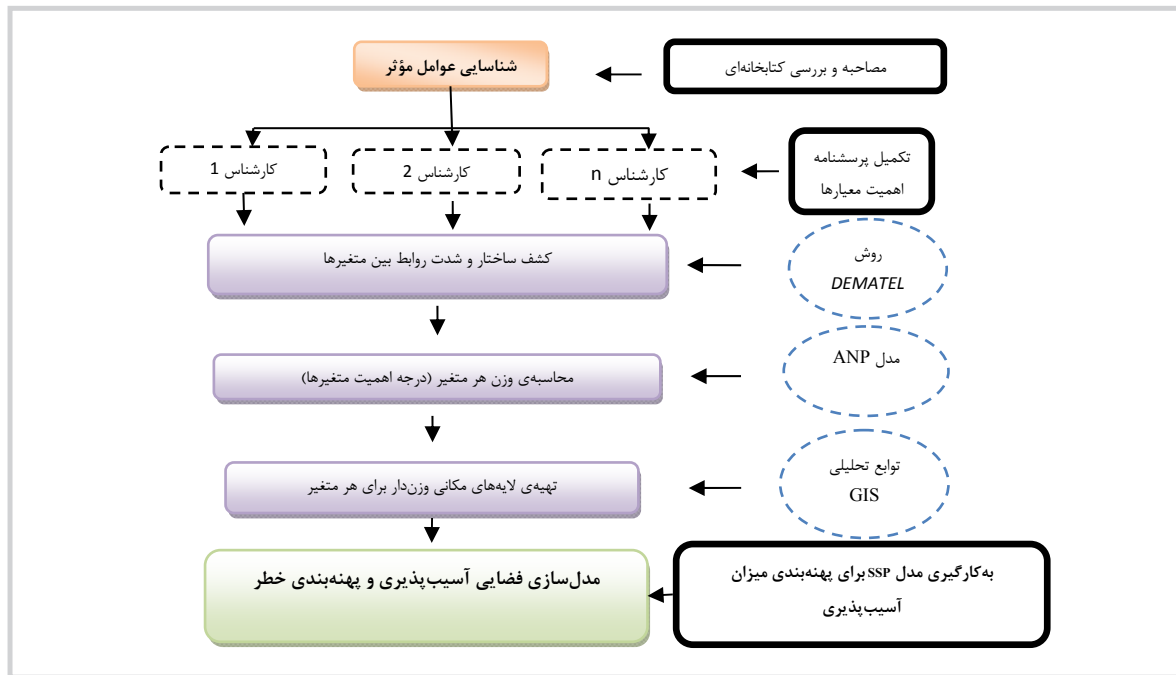 مصاحبه و بررسی کتابخانه‌ای
شناسایی عوامل مؤثر
تکمیل پرسشنامه
اهمیت معیارها
کارشناس n
کارشناس 2
کارشناس 1
روش
DEMATEL
کشف ساختار و شدت روابط بین متغیرها
مدل ANP
محاسبه‌ی وزن هر متغیر (درجه اهمیت متغیرها)
توابع تحلیلی
GIS
تهیه‌ی لایه‌های مکانی وزن‌دار برای هر متغیر
به‌کارگیری مدل SSP برای پهنه‌بندی میزان
آسیب‌پذیری
مدل‌سازی فضایی آسیب‌پذیری و پهنه‌بندی خطر